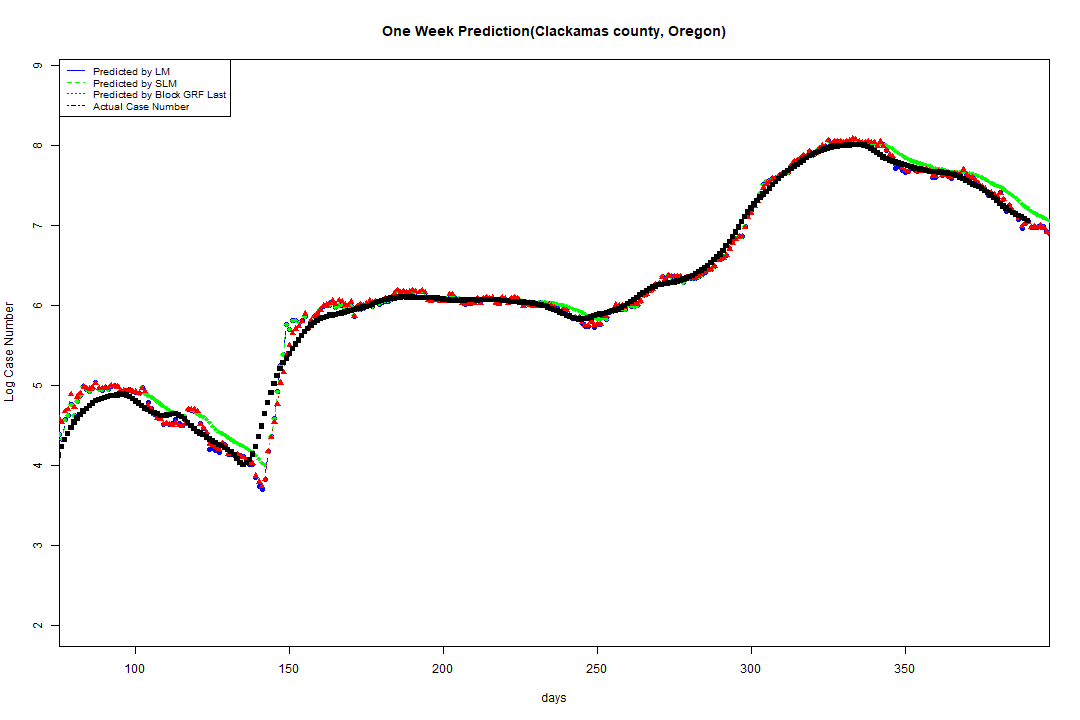 One Week Prediction(Clackamas county, Oregon)
Predicted by LM
Predicted by SLM
Predicted by Block GRF Last
Actual Case Number
9
8
7
6
5
4
3
2
Log Case Number
100 150 200 250 300 350
days